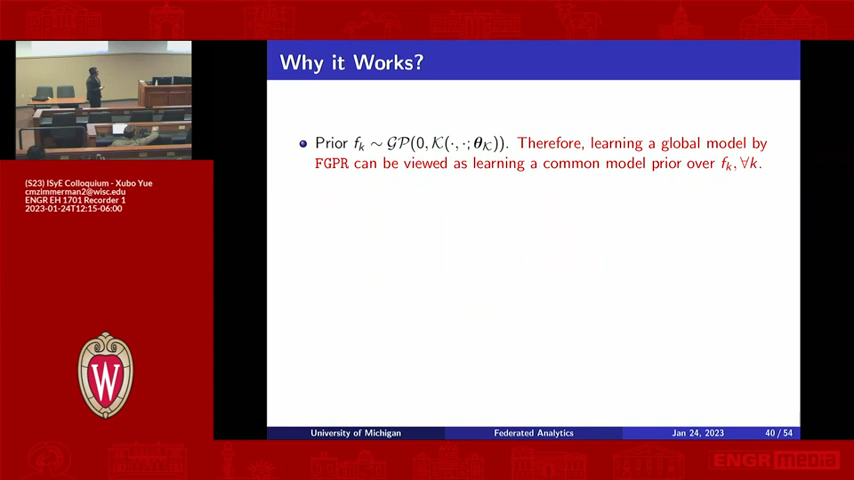 Why it Works?
Prior fₖ ∼ 𝒢𝒫(0, 𝒦(·, ·; 𝜽_𝒦)). Therefore, learning a global model by
FGPR can be viewed as learning a common model prior over fₖ, ∀k.
(S23) ISyE Colloquium - Xubo Yue
cmzimmerman2@wisc.edu
ENGR EH 1701 Recorder 1
2023-01-24T12:15-06:00
W
University of Michigan Federated Analytics Jan 24, 2023 40 / 54
ENGR media